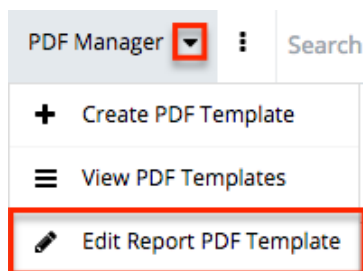 PDF Manager
Search
Create PDF Template
View PDF Templates
Edit Report PDF Template